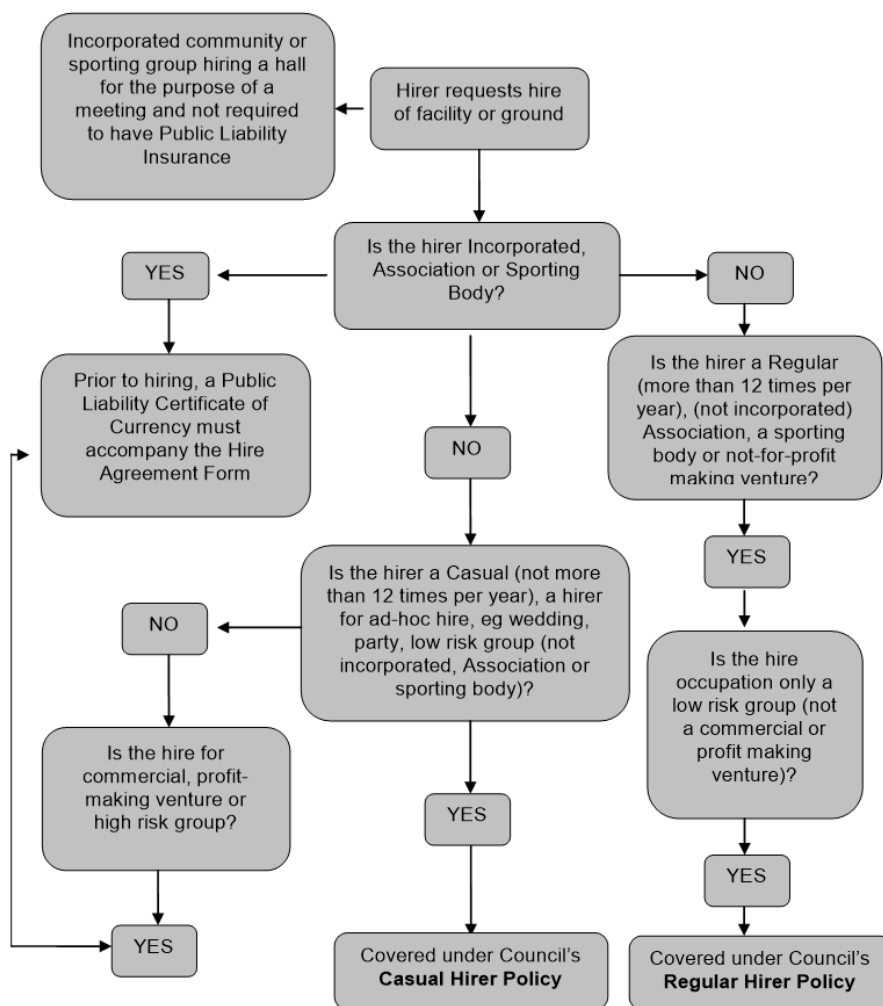 Incorporated community or
sporting group hiring a hall
for the purpose of a
meeting and not required
to have Public Liability
Insurance
Hirer requests hire
of facility or ground
Is the hirer Incorporated,
Association or Sporting
Body?
YES
NO
Prior to hiring, a Public
Liability Certificate of
Currency must
accompany the Hire
Agreement Form
NO
Is the hirer a Regular
(more than 12 times per
year), (not incorporated)
Association, a sporting
body or not-for-profit
making venture?
YES
Is the hirer a Casual (not more
than 12 times per year), a hirer
for ad-hoc hire, eg wedding,
party, low risk group (not
incorporated, Association or
sporting body)?
NO
Is the hire
occupation only a
low risk group (not
a commercial or
profit making
venture)?
Is the hire for
commercial, profit-
making venture or
high risk group?
YES
YES
YES
Covered under Council's
Casual Hirer Policy
Covered under Council's
Regular Hirer Policy